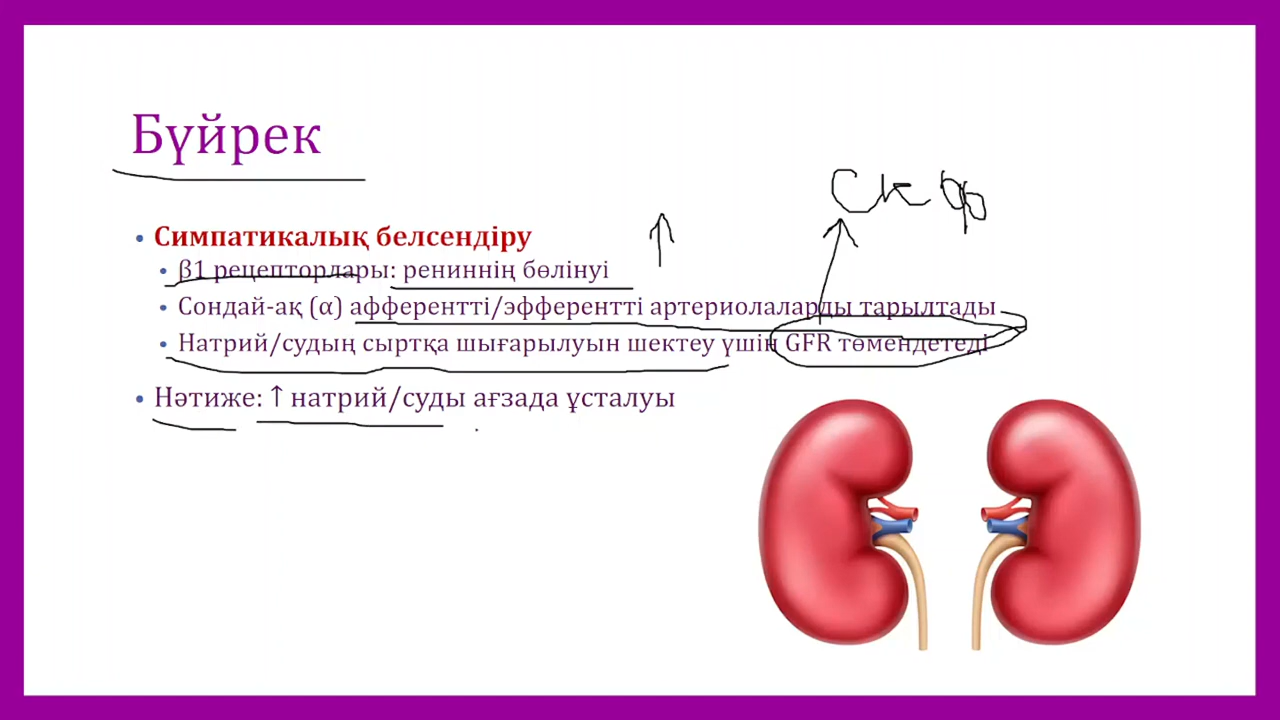 Бүйрек
скф
• Симпатикалық белсендіру
• β1 рецепторлары: рениннің бөлінуі
• Сондай-ақ (α) афферентті/эфферентті артериолаларды тарылтады
• Натрий/судың сыртқа шығарылуын шектеу үшін GFR төмендетеді
• Нәтиже: ↑ натрий/суды ағзада ұсталуы